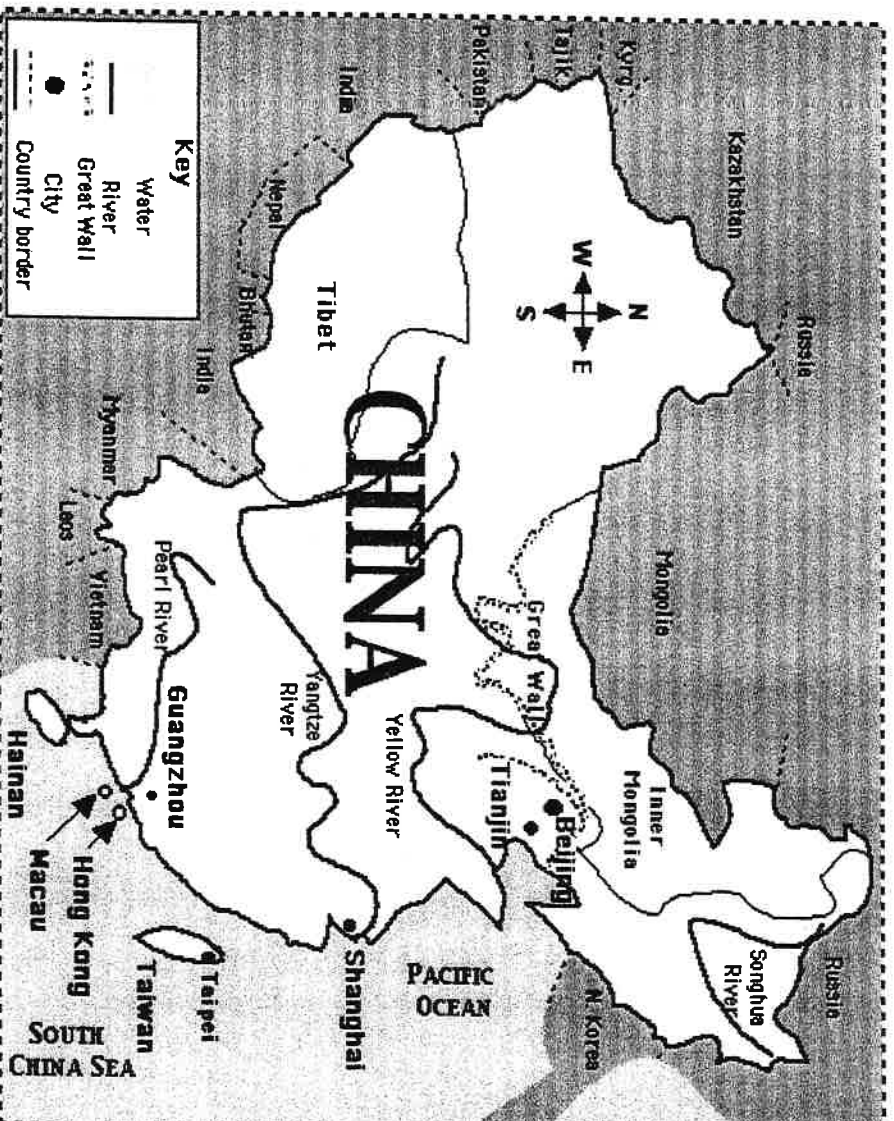 Kyrg.
Tajik.
Pakistan
India
Nepal
Bhutan
India
Myanmar
Laos
Vietnam
Kazakhstan
Russia
Mongolia
Russia
N Korea
N
W
E
S
Tibet
CHINA
Great Wall
Inner
Mongolia
Songhua
River
Beijing
Tianjin
Yellow River
Yangtze
River
Pearl River
Guangzhou
Shanghai
PACIFIC
OCEAN
Taipei
Taiwan
Hong Kong
Macau
Hainan
SOUTH
CHINA SEA
Key
Water
River
Great Wall
City
Country border